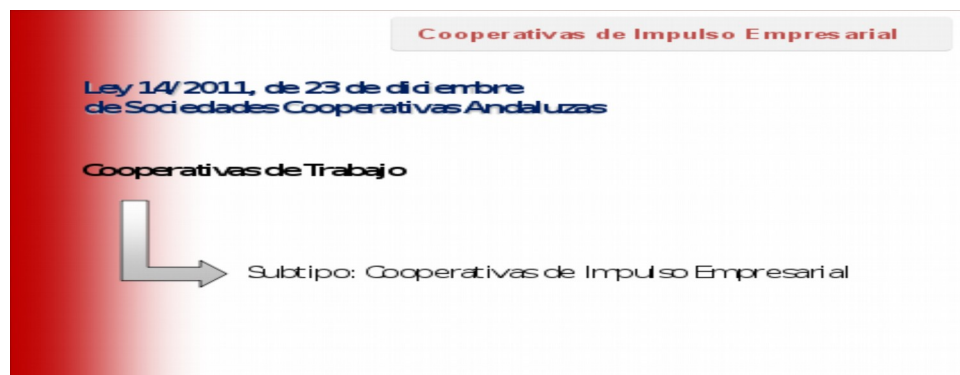 Cooperativas de Impulso Empresarial
Ley 14/2011, de 23 de diciembre
de Sociedades Cooperativas Andaluzas
Cooperativas de Trabajo
Subtipo: Cooperativas de Impulso Empresarial